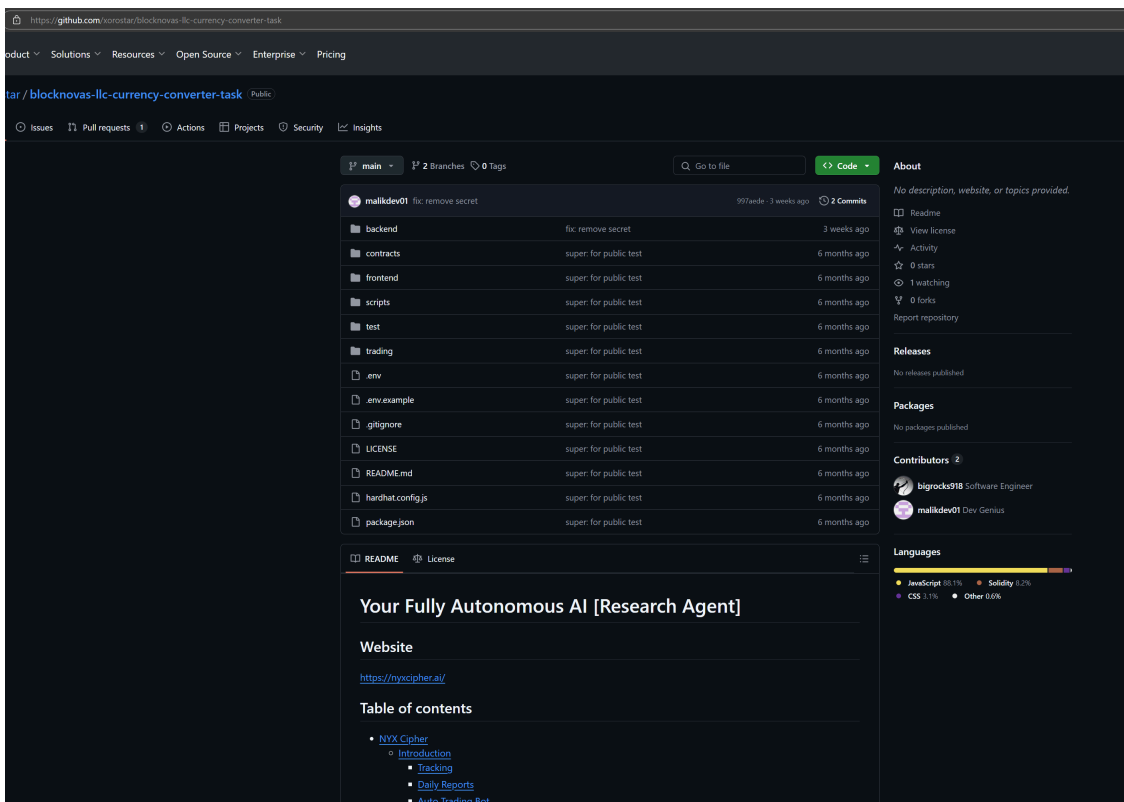 https://github.com/xorostar/blocknovas-llc-currency-converter-task
oduct Solutions Resources Open Source Enterprise Pricing
tar / blocknovas-llc-currency-converter-task Public
Issues Pull requests 1 Actions Projects Security Insights
main 2 Branches 0 Tags Go to file Code
malikdev01 fix: remove secret 997aede · 3 weeks ago 2 Commits
backend fix: remove secret 3 weeks ago
contracts super: for public test 6 months ago
frontend super: for public test 6 months ago
scripts super: for public test 6 months ago
test super: for public test 6 months ago
trading super: for public test 6 months ago
.env super: for public test 6 months ago
.env.example super: for public test 6 months ago
.gitignore super: for public test 6 months ago
LICENSE super: for public test 6 months ago
README.md super: for public test 6 months ago
hardhat.config.js super: for public test 6 months ago
package.json super: for public test 6 months ago
README License
Your Fully Autonomous AI [Research Agent]
Website
https://nyxcipher.ai/
Table of contents
NYX Cipher
Introduction
Tracking
Daily Reports
Auto Trading Bot
About
No description, website, or topics provided.
Readme
View license
Activity
0 stars
1 watching
0 forks
Report repository
Releases
No releases published
Packages
No packages published
Contributors 2
bigrocks918 Software Engineer
malikdev01 Dev Genius
Languages
JavaScript 88.1% Solidity 8.2%
CSS 3.1% Other 0.6%